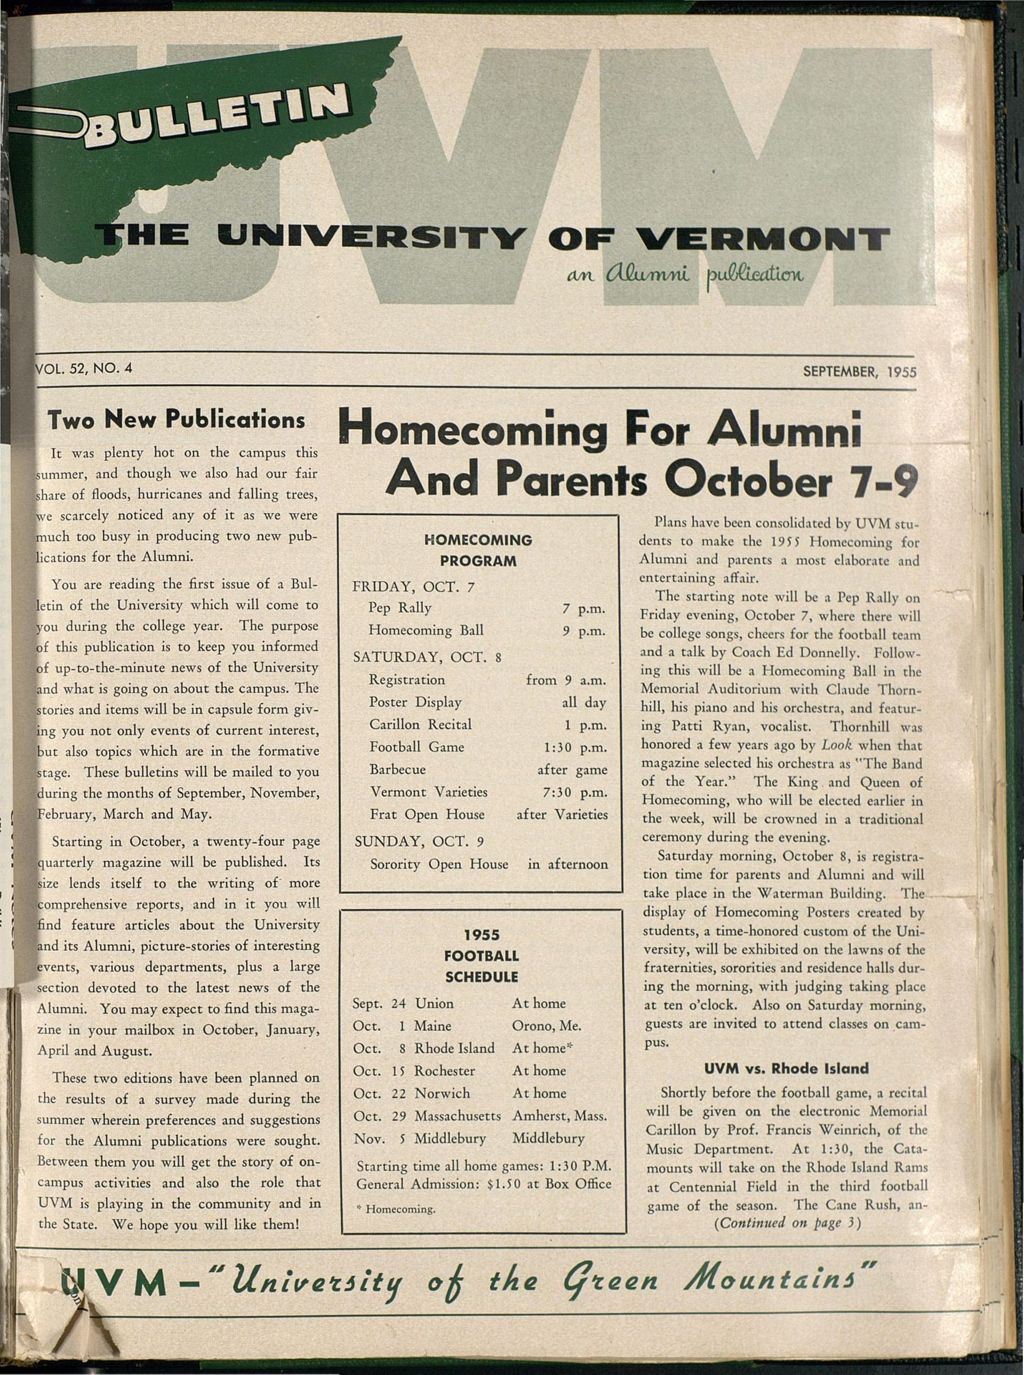 BULLETIN
UVM
THE UNIVERSITY OF VERMONT
an Alumni publication
VOL. 52, NO. 4
SEPTEMBER, 1955
Two New Publications
It was plenty hot on the campus this
summer, and though we also had our fair
share of floods, hurricanes and falling trees,
we scarcely noticed any of it as we were
much too busy in producing two new pub-
lications for the Alumni.
You are reading the first issue of a Bul-
letin of the University which will come to
you during the college year. The purpose
of this publication is to keep you informed
of up-to-the-minute news of the University
and what is going on about the campus. The
stories and items will be in capsule form giv-
ing you not only events of current interest,
but also topics which are in the formative
stage. These bulletins will be mailed to you
during the months of September, November,
February, March and May.
Starting in October, a twenty-four page
quarterly magazine will be published. Its
size lends itself to the writing of more
comprehensive reports, and in it you will
find feature articles about the University
and its Alumni, picture-stories of interesting
events, various departments, plus a large
section devoted to the latest news of the
Alumni. You may expect to find this maga-
zine in your mailbox in October, January,
April and August.
These two editions have been planned on
the results of a survey made during the
summer wherein preferences and suggestions
for the Alumni publications were sought.
Between them you will get the story of on-
campus activities and also the role that
UVM is playing in the community and in
the State. We hope you will like them!
Homecoming For Alumni
And Parents October 7-9
HOMECOMING
PROGRAM
FRIDAY, OCT. 7
Pep Rally 7 p.m.
Homecoming Ball 9 p.m.
SATURDAY, OCT. 8
Registration from 9 a.m.
Poster Display all day
Carillon Recital 1 p.m.
Football Game 1:30 p.m.
Barbecue after game
Vermont Varieties 7:30 p.m.
Frat Open House after Varieties
SUNDAY, OCT. 9
Sorority Open House in afternoon
1955
FOOTBALL
SCHEDULE
Sept. 24 Union At home
Oct. 1 Maine Orono, Me.
Oct. 8 Rhode Island At home*
Oct. 15 Rochester At home
Oct. 22 Norwich At home
Oct. 29 Massachusetts Amherst, Mass.
Nov. 5 Middlebury Middlebury
Starting time all home games: 1:30 P.M.
General Admission: $1.50 at Box Office
* Homecoming.
Plans have been consolidated by UVM stu-
dents to make the 1955 Homecoming for
Alumni and parents a most elaborate and
entertaining affair.
The starting note will be a Pep Rally on
Friday evening, October 7, where there will
be college songs, cheers for the football team
and a talk by Coach Ed Donnelly. Follow-
ing this will be a Homecoming Ball in the
Memorial Auditorium with Claude Thorn-
hill, his piano and his orchestra, and featur-
ing Patti Ryan, vocalist. Thornhill was
honored a few years ago by Look when that
magazine selected his orchestra as "The Band
of the Year." The King and Queen of
Homecoming, who will be elected earlier in
the week, will be crowned in a traditional
ceremony during the evening.
Saturday morning, October 8, is registra-
tion time for parents and Alumni and will
take place in the Waterman Building. The
display of Homecoming Posters created by
students, a time-honored custom of the Uni-
versity, will be exhibited on the lawns of the
fraternities, sororities and residence halls dur-
ing the morning, with judging taking place
at ten o'clock. Also on Saturday morning,
guests are invited to attend classes on cam-
pus.
UVM vs. Rhode Island
Shortly before the football game, a recital
will be given on the electronic Memorial
Carillon by Prof. Francis Weinrich, of the
Music Department. At 1:30, the Cata-
mounts will take on the Rhode Island Rams
at Centennial Field in the third football
game of the season. The Cane Rush, an-
(Continued on page 3)
UVM — "University of the Green Mountains"